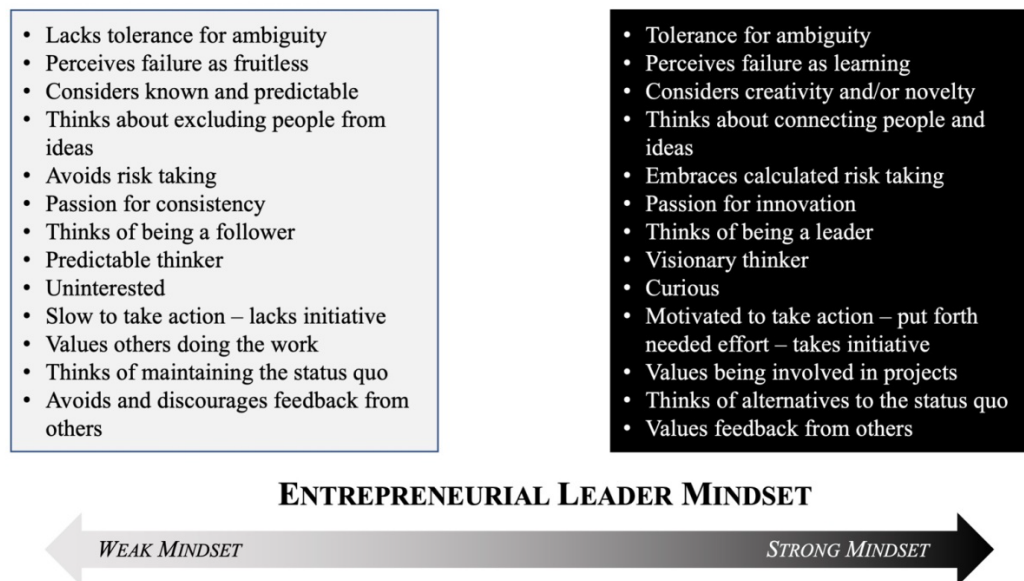 • Lacks tolerance for ambiguity
• Perceives failure as fruitless
• Considers known and predictable
• Thinks about excluding people from
ideas
• Avoids risk taking
• Passion for consistency
• Thinks of being a follower
• Predictable thinker
• Uninterested
• Slow to take action – lacks initiative
• Values others doing the work
• Thinks of maintaining the status quo
• Avoids and discourages feedback from
others
• Tolerance for ambiguity
• Perceives failure as learning
• Considers creativity and/or novelty
• Thinks about connecting people and
ideas
• Embraces calculated risk taking
• Passion for innovation
• Thinks of being a leader
• Visionary thinker
• Curious
• Motivated to take action – put forth
needed effort – takes initiative
• Values being involved in projects
• Thinks of alternatives to the status quo
• Values feedback from others
ENTREPRENEURIAL LEADER MINDSET
WEAK MINDSET
STRONG MINDSET